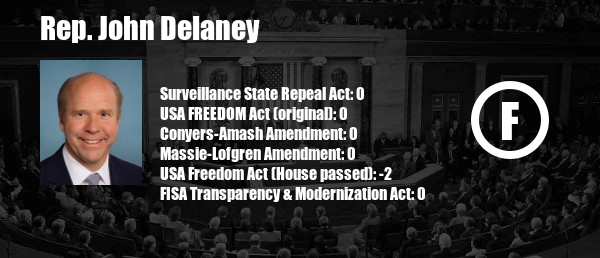 Rep. John Delaney
Surveillance State Repeal Act: 0
USA FREEDOM Act (original): 0
Conyers-Amash Amendment: 0
Massie-Lofgren Amendment: 0
USA Freedom Act (House passed): -2
FISA Transparency & Modernization Act: 0
F